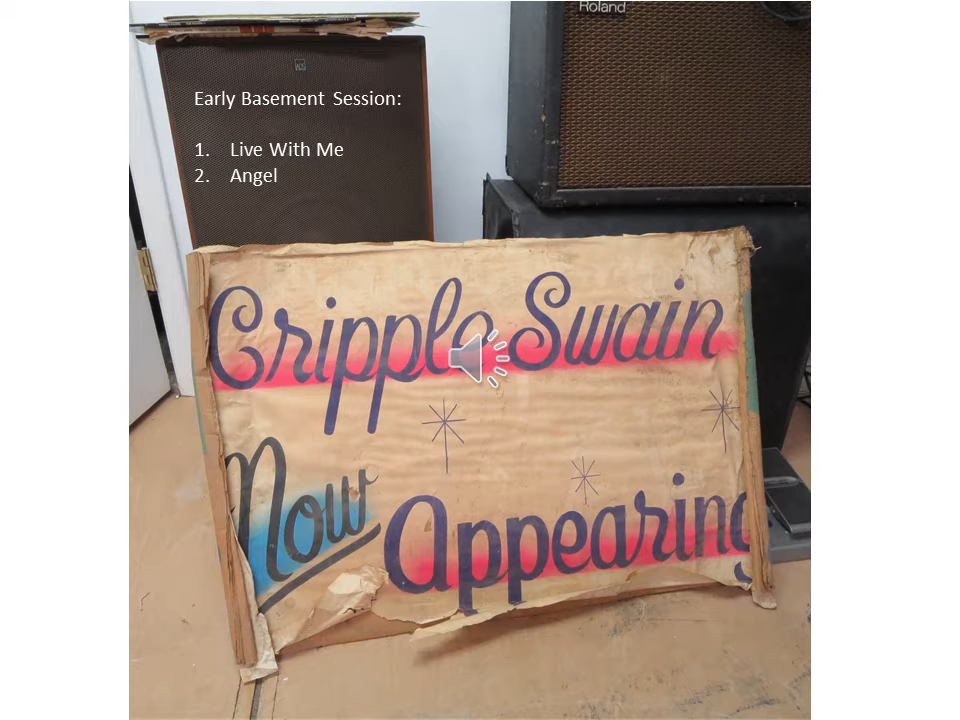 Roland
Early Basement Session:
1. Live With Me
2. Angel
Cripple Swain
Now Appearing